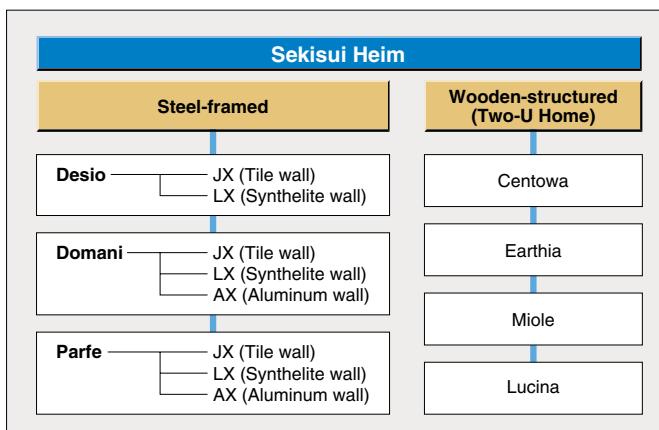 Sekisui Heim
Steel-framed
Desio
JX (Tile wall)
LX (Synthelite wall)
Domani
JX (Tile wall)
LX (Synthelite wall)
AX (Aluminum wall)
Parfe
JX (Tile wall)
LX (Synthelite wall)
AX (Aluminum wall)
Wooden-structured
(Two-U Home)
Centowa
Earthia
Miole
Lucina